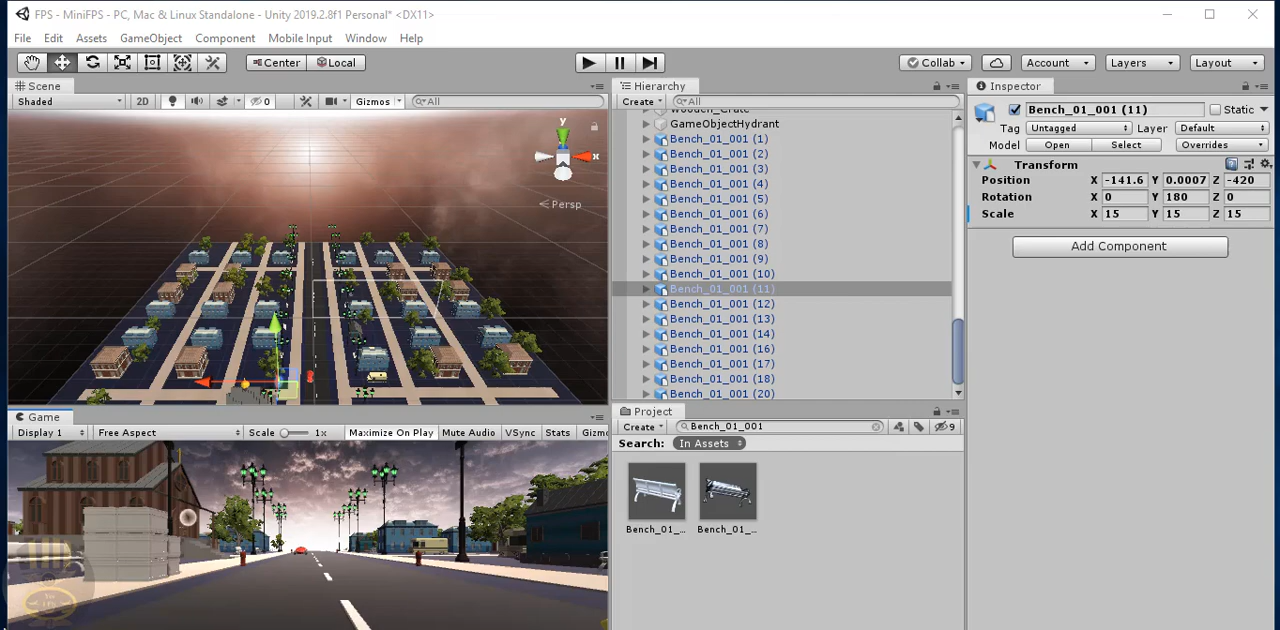 FPS - MiniFPS - PC, Mac & Linux Standalone - Unity 2019.2.8f1 Personal* <DX11>
File Edit Assets GameObject Component Mobile Input Window Help
Center Local Collab Account Layers Layout
Scene
Shaded 2D 0 Gizmos All
y
x
Persp
Game
Display 1 Free Aspect Scale 1x Maximize On Play Mute Audio VSync Stats Gizmo
Hierarchy
Create All
Wooden_Crate
GameObjectHydrant
Bench_01_001 (1)
Bench_01_001 (2)
Bench_01_001 (3)
Bench_01_001 (4)
Bench_01_001 (5)
Bench_01_001 (6)
Bench_01_001 (7)
Bench_01_001 (8)
Bench_01_001 (9)
Bench_01_001 (10)
Bench_01_001 (11)
Bench_01_001 (12)
Bench_01_001 (13)
Bench_01_001 (14)
Bench_01_001 (16)
Bench_01_001 (17)
Bench_01_001 (18)
Bench_01_001 (20)
Project
Create Bench_01_001 9
Search: In Assets
Bench_01_... Bench_01_...
Inspector
Bench_01_001 (11) Static
Tag Untagged Layer Default
Model Open Select Overrides
Transform
Position X -141.6 Y 0.0007 Z -420
Rotation X 0 Y 180 Z 0
Scale X 15 Y 15 Z 15
Add Component